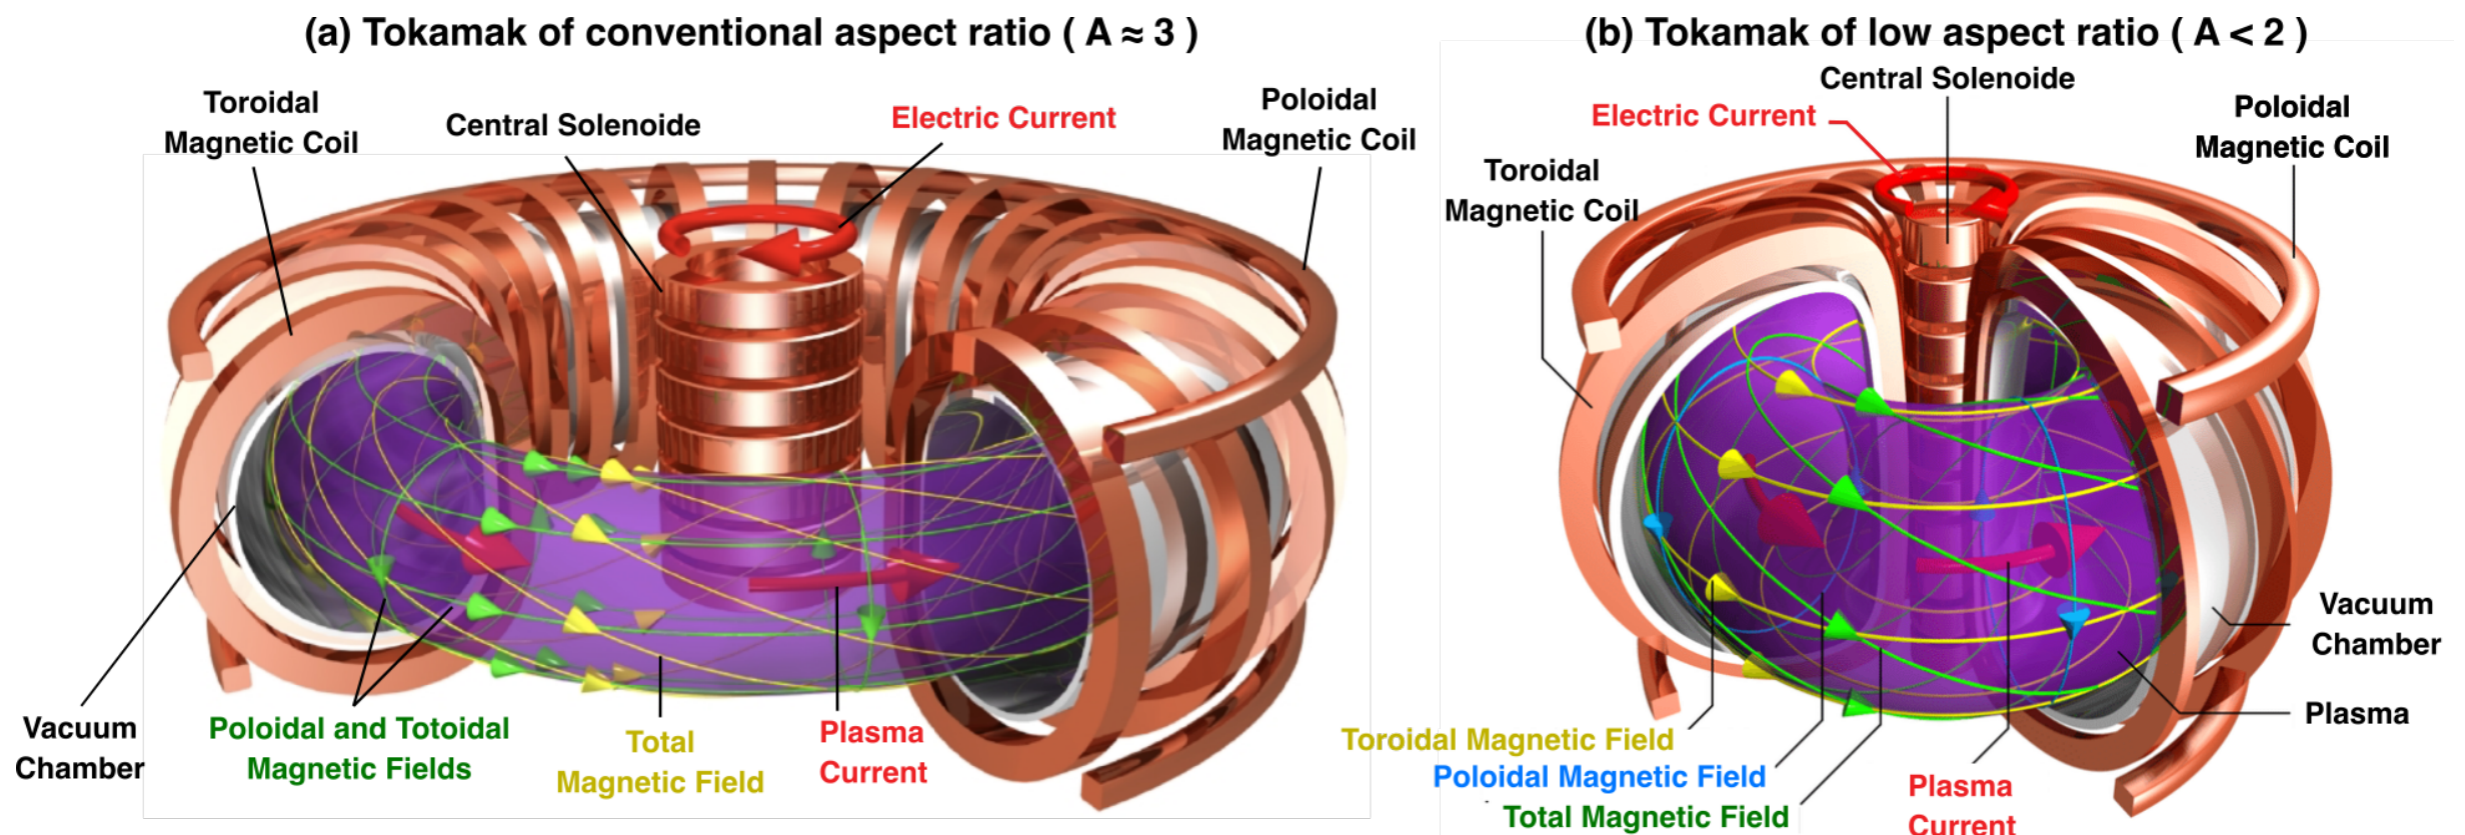 (a) Tokamak of conventional aspect ratio ( A ≈ 3 )
Toroidal
Magnetic Coil
Central Solenoide
Electric Current
Poloidal
Magnetic Coil
Vacuum
Chamber
Poloidal and Totoidal
Magnetic Fields
Total
Magnetic Field
Plasma
Current
(b) Tokamak of low aspect ratio ( A < 2 )
Central Solenoide
Electric Current
Poloidal
Magnetic Coil
Toroidal
Magnetic Coil
Vacuum
Chamber
Plasma
Toroidal Magnetic Field
Poloidal Magnetic Field
Total Magnetic Field
Plasma
Current